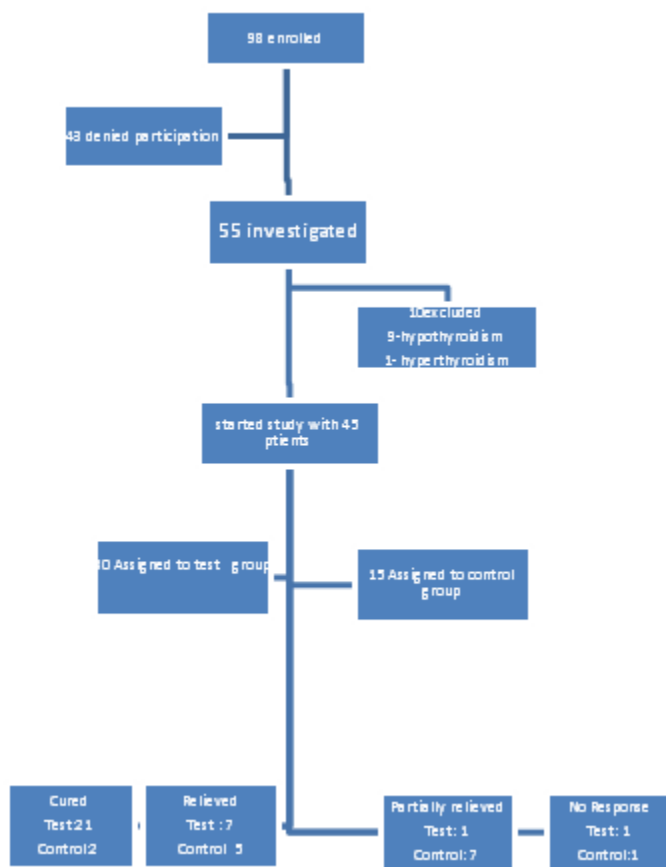 98 enrolled
43 denied participation
55 investigated
10excluded
9-hypothyroidism
1- hyperthyroidism
started study with 45
ptients
30 Assigned to test group
15 Assigned to control
group
Cured
Test:21
Control:2
Relieved
Test : 7
Control 5
Partially relieved
Test: 1
Control: 7
No Response
Test: 1
Control:1